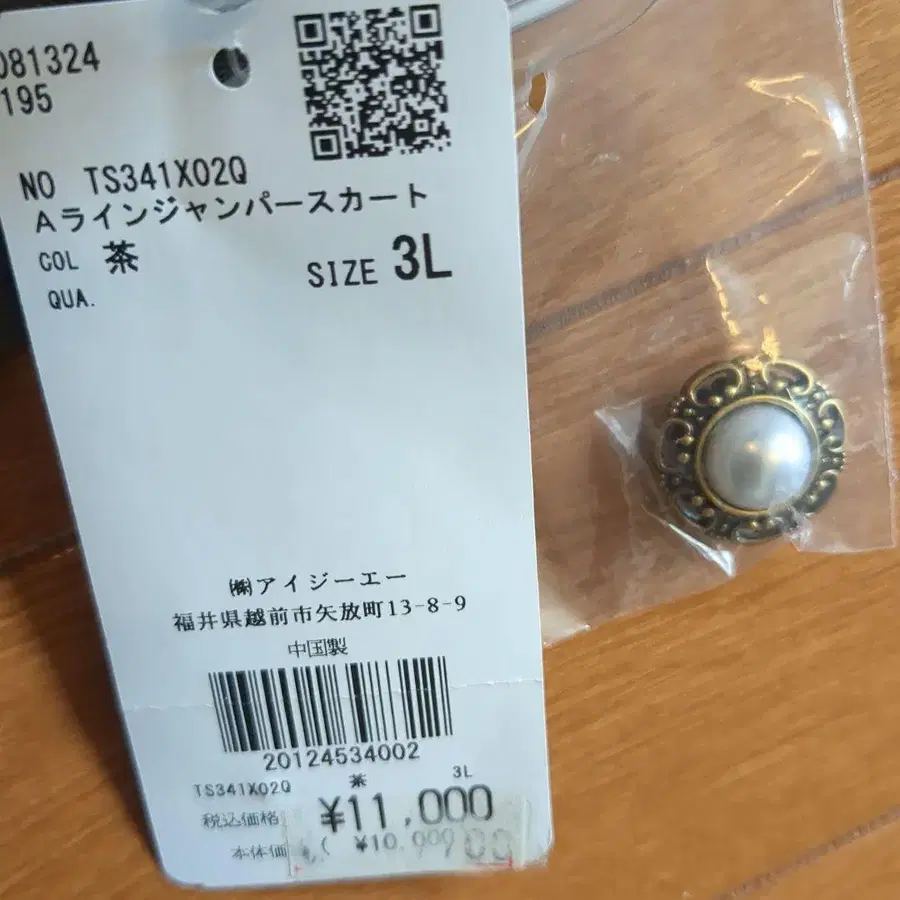 081324
195
NO TS341X02Q
Aラインジャンパースカート
COL 茶
SIZE 3L
QUA.
㈱アイジーエー
福井県越前市矢放町13-8-9
中国製
20124534002
TS341X02Q 茶 3L
税込価格 ¥11,000
本体価